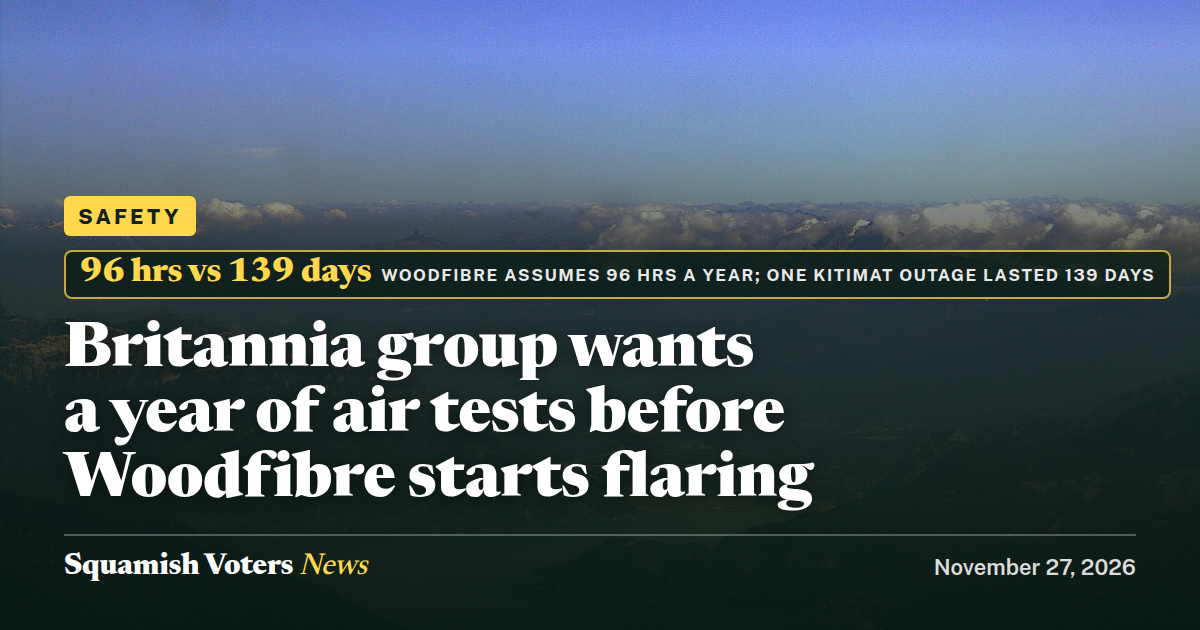 SAFETY
96 hrs vs 139 days WOODFIBRE ASSUMES 96 HRS A YEAR; ONE KITIMAT OUTAGE LASTED 139 DAYS
Britannia group wants
a year of air tests before
Woodfibre starts flaring
Squamish Voters News
November 27, 2026